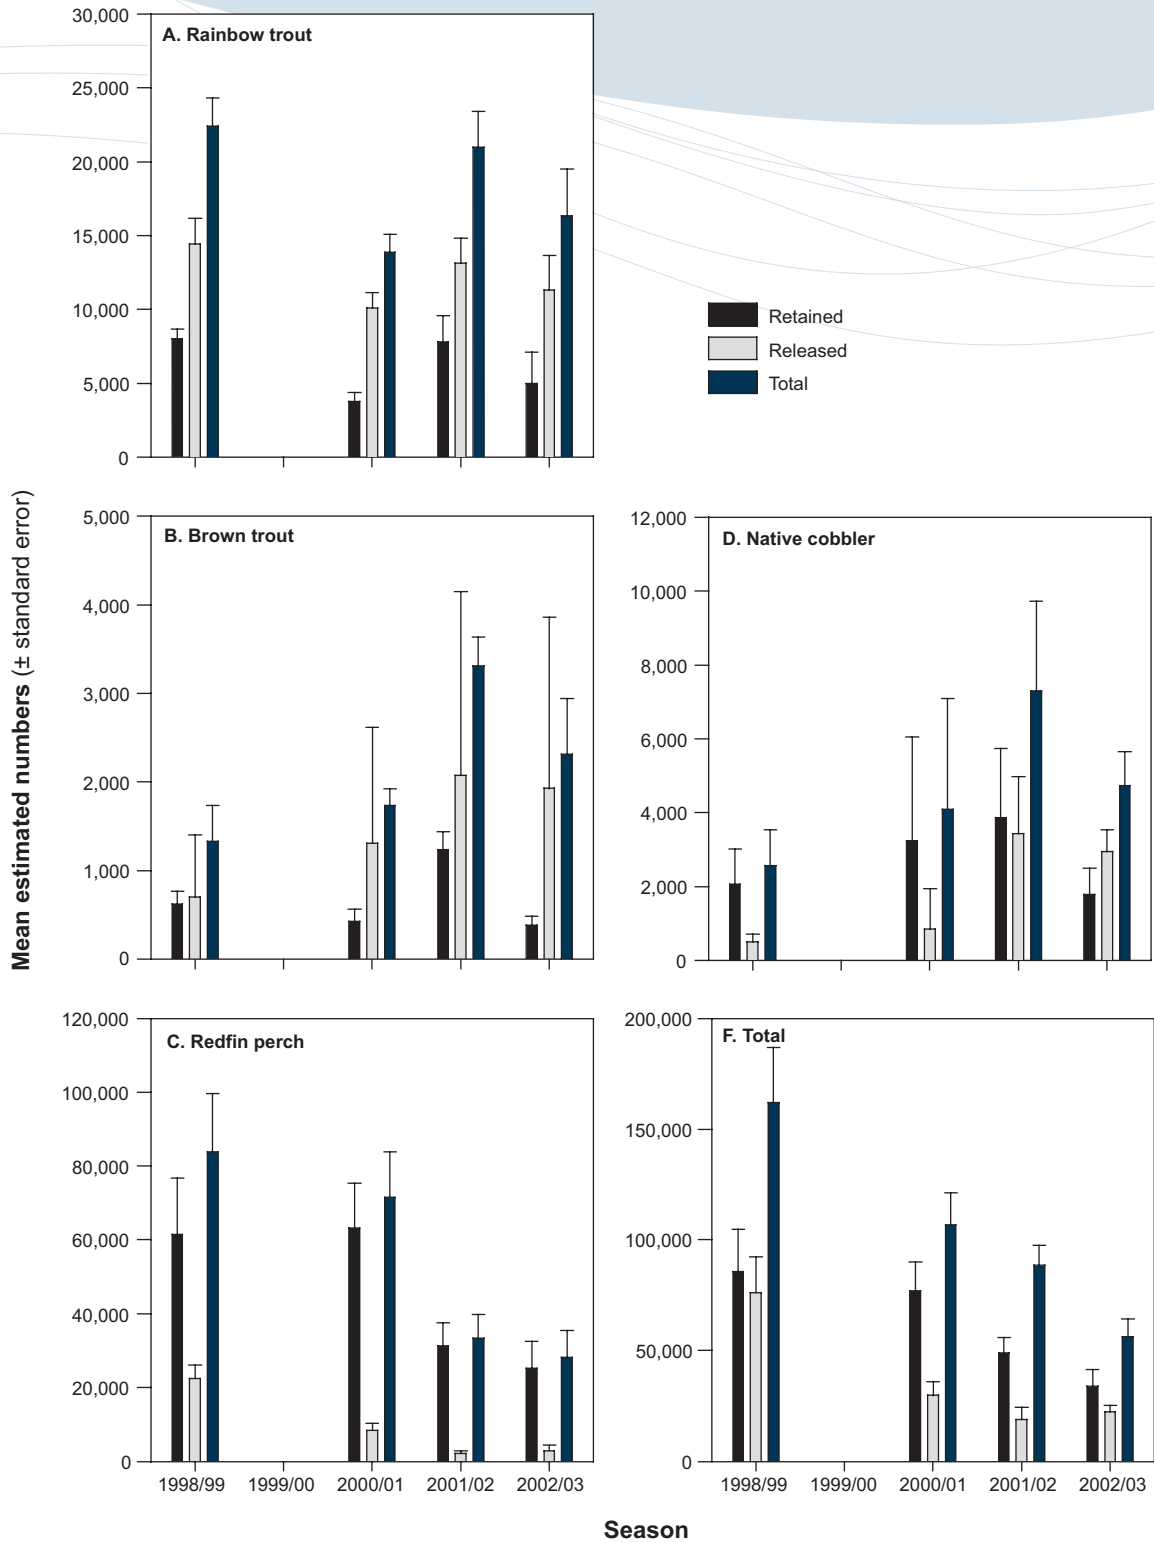 A. Rainbow trout
30,000
25,000
20,000
15,000
10,000
5,000
0
Retained
Released
Total
Mean estimated numbers (± standard error)
B. Brown trout
5,000
4,000
3,000
2,000
1,000
0
D. Native cobbler
12,000
10,000
8,000
6,000
4,000
2,000
0
C. Redfin perch
120,000
100,000
80,000
60,000
40,000
20,000
0
1998/99 1999/00 2000/01 2001/02 2002/03
F. Total
200,000
150,000
100,000
50,000
0
1998/99 1999/00 2000/01 2001/02 2002/03
Season